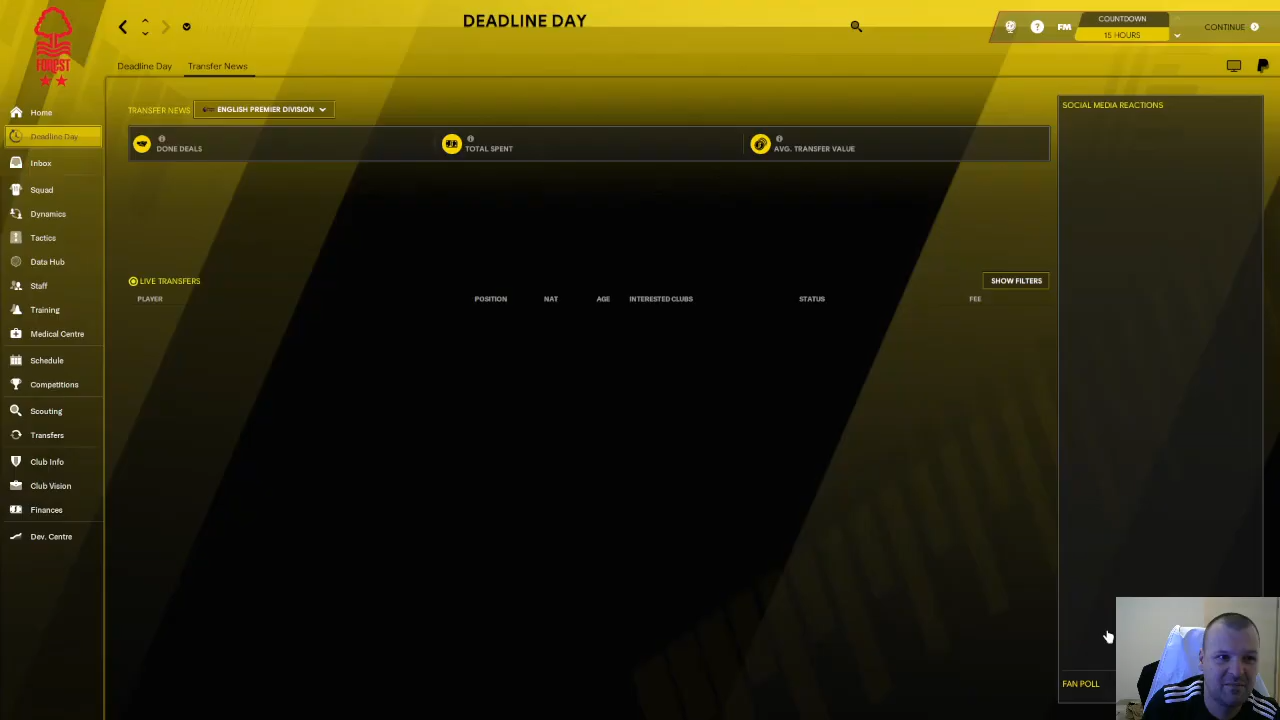 DEADLINE DAY
COUNTDOWN
15 HOURS
FM
CONTINUE
FOREST
Deadline Day
Transfer News
Home
Deadline Day
Inbox
Squad
Dynamics
Tactics
Data Hub
Staff
Training
Medical Centre
Schedule
Competitions
Scouting
Transfers
Club Info
Club Vision
Finances
Dev. Centre
TRANSFER NEWS
ENGLISH PREMIER DIVISION
DONE DEALS
TOTAL SPENT
AVG. TRANSFER VALUE
LIVE TRANSFERS
SHOW FILTERS
PLAYER POSITION NAT AGE INTERESTED CLUBS STATUS FEE
SOCIAL MEDIA REACTIONS
FAN POLL